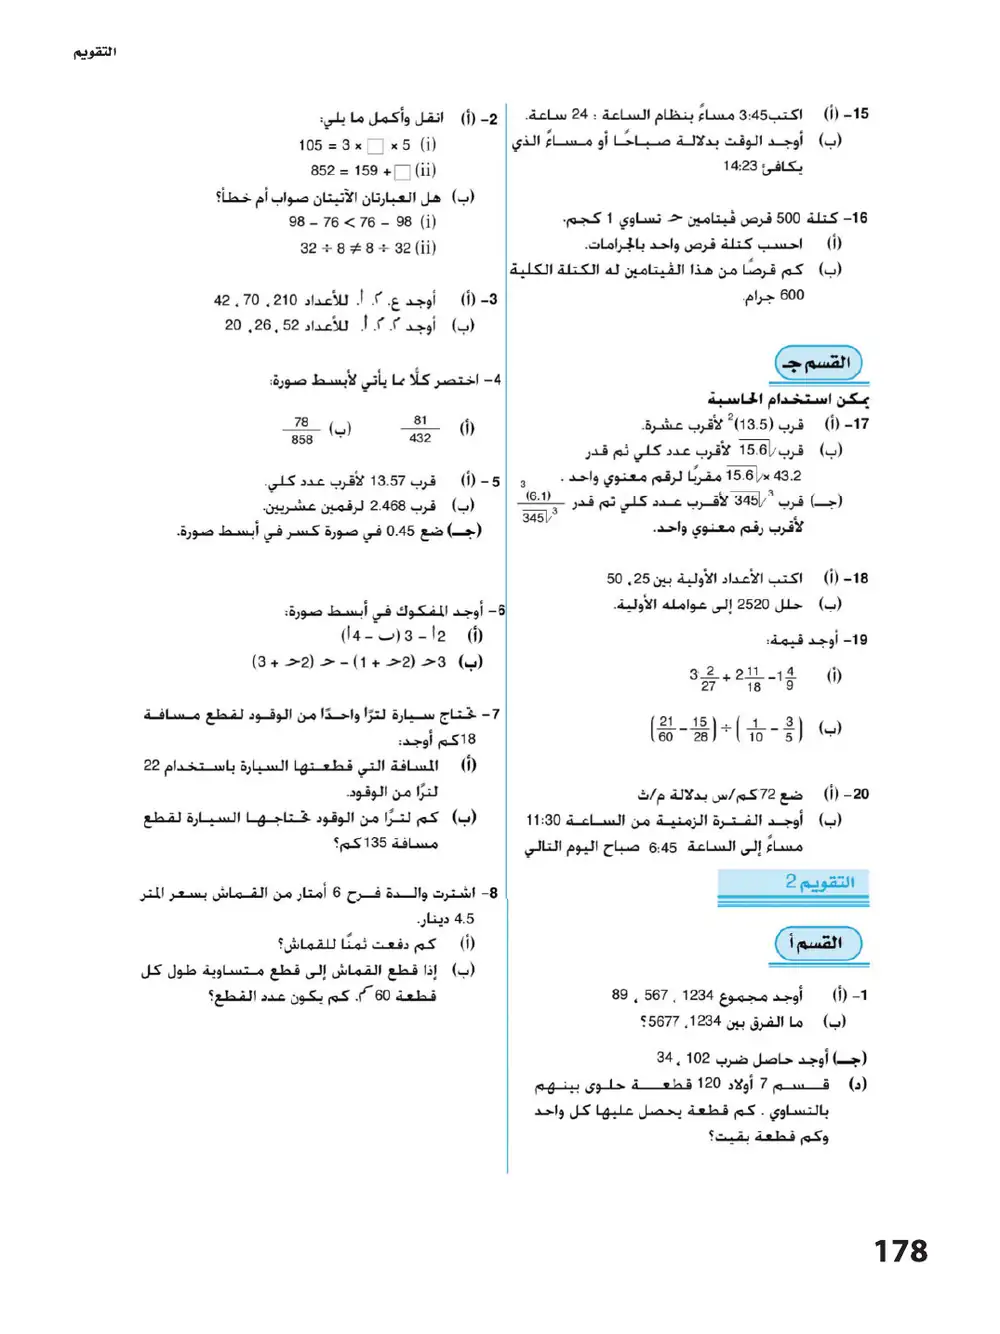 التقويم
15- (أ) اكتب3:45 مساءً بنظام الساعة : 24 ساعة.
(ب) أوجد الوقت بدلالة صباحًا أو مساءً الذي
يكافئ 14:23
16- كتلة 500 قرص ڤيتامين حـ تساوي 1 كجم.
(أ) احسب كتلة قرص واحد بالجرامات.
(ب) كم قرصًا من هذا الڤيتامين له الكتلة الكلية
600 جرام.
القسم جـ
يمكن استخدام الحاسبة
17- (أ) قرب (13.5)² لأقرب عشرة.
(ب) قرب √15.6 لأقرب عدد كلي ثم قدر
43.2 × √15.6 مقربًا لرقم معنوي واحد .
(جـ) قرب ³√345 لأقرب عدد كلي ثم قدر (6.1)³ / ³√345
لأقرب رقم معنوي واحد.
18- (أ) اكتب الأعداد الأولية بين 25، 50
(ب) حلل 2520 إلى عوامله الأولية.
19- أوجد قيمة:
(أ) 3 2/27 + 2 11/18 - 1 4/9
(ب) (21/60 - 15/28) ÷ (1/10 - 3/5)
20- (أ) ضع 72 كم/س بدلالة م/ث
(ب) أوجد الفترة الزمنية من الساعة 11:30
مساءً إلى الساعة 6:45 صباح اليوم التالي
التقويم 2
القسم أ
1- (أ) أوجد مجموع 1234 ، 567 ، 89
(ب) ما الفرق بين 1234، 5677؟
(جـ) أوجد حاصل ضرب 102 ، 34
(د) قسم 7 أولاد 120 قطعة حلوى بينهم
بالتساوي . كم قطعة يحصل عليها كل واحد
وكم قطعة بقيت؟
2- (أ) انقل وأكمل ما يلي:
(i) 105 = 3 × □ × 5
(ii) 852 = 159 + □
(ب) هل العبارتان الآتيتان صواب أم خطأ؟
(i) 98 - 76 < 76 - 98
(ii) 32 ÷ 8 ≠ 8 ÷ 32
3- (أ) أوجد ع. م. أ. للأعداد 210، 70 ، 42
(ب) أوجد م. م. أ. للأعداد 52 ، 26، 20
4- اختصر كلًا مما يأتي لأبسط صورة:
(أ) 81/432 (ب) 78/858
5 - (أ) قرب 13.57 لأقرب عدد كلي.
(ب) قرب 2.468 لرقمين عشريين.
(جـ) ضع 0.45 في صورة كسر في أبسط صورة.
6- أوجد المفكوك في أبسط صورة:
(أ) 2أ - 3 (ب - 4أ)
(ب) 3حـ (2حـ + 1) - حـ (2حـ + 3)
7- تحتاج سيارة لترًا واحدًا من الوقود لقطع مسافة
18كم أوجد:
(أ) المسافة التي قطعتها السيارة باستخدام 22
لترًا من الوقود.
(ب) كم لترًا من الوقود تحتاجها السيارة لقطع
مسافة 135 كم؟
8- اشترت والدة فرح 6 أمتار من القماش بسعر المتر
4.5 دينار.
(أ) كم دفعت ثمنًا للقماش؟
(ب) إذا قطع القماش إلى قطع متساوية طول كل
قطعة 60 سم. كم يكون عدد القطع؟
178